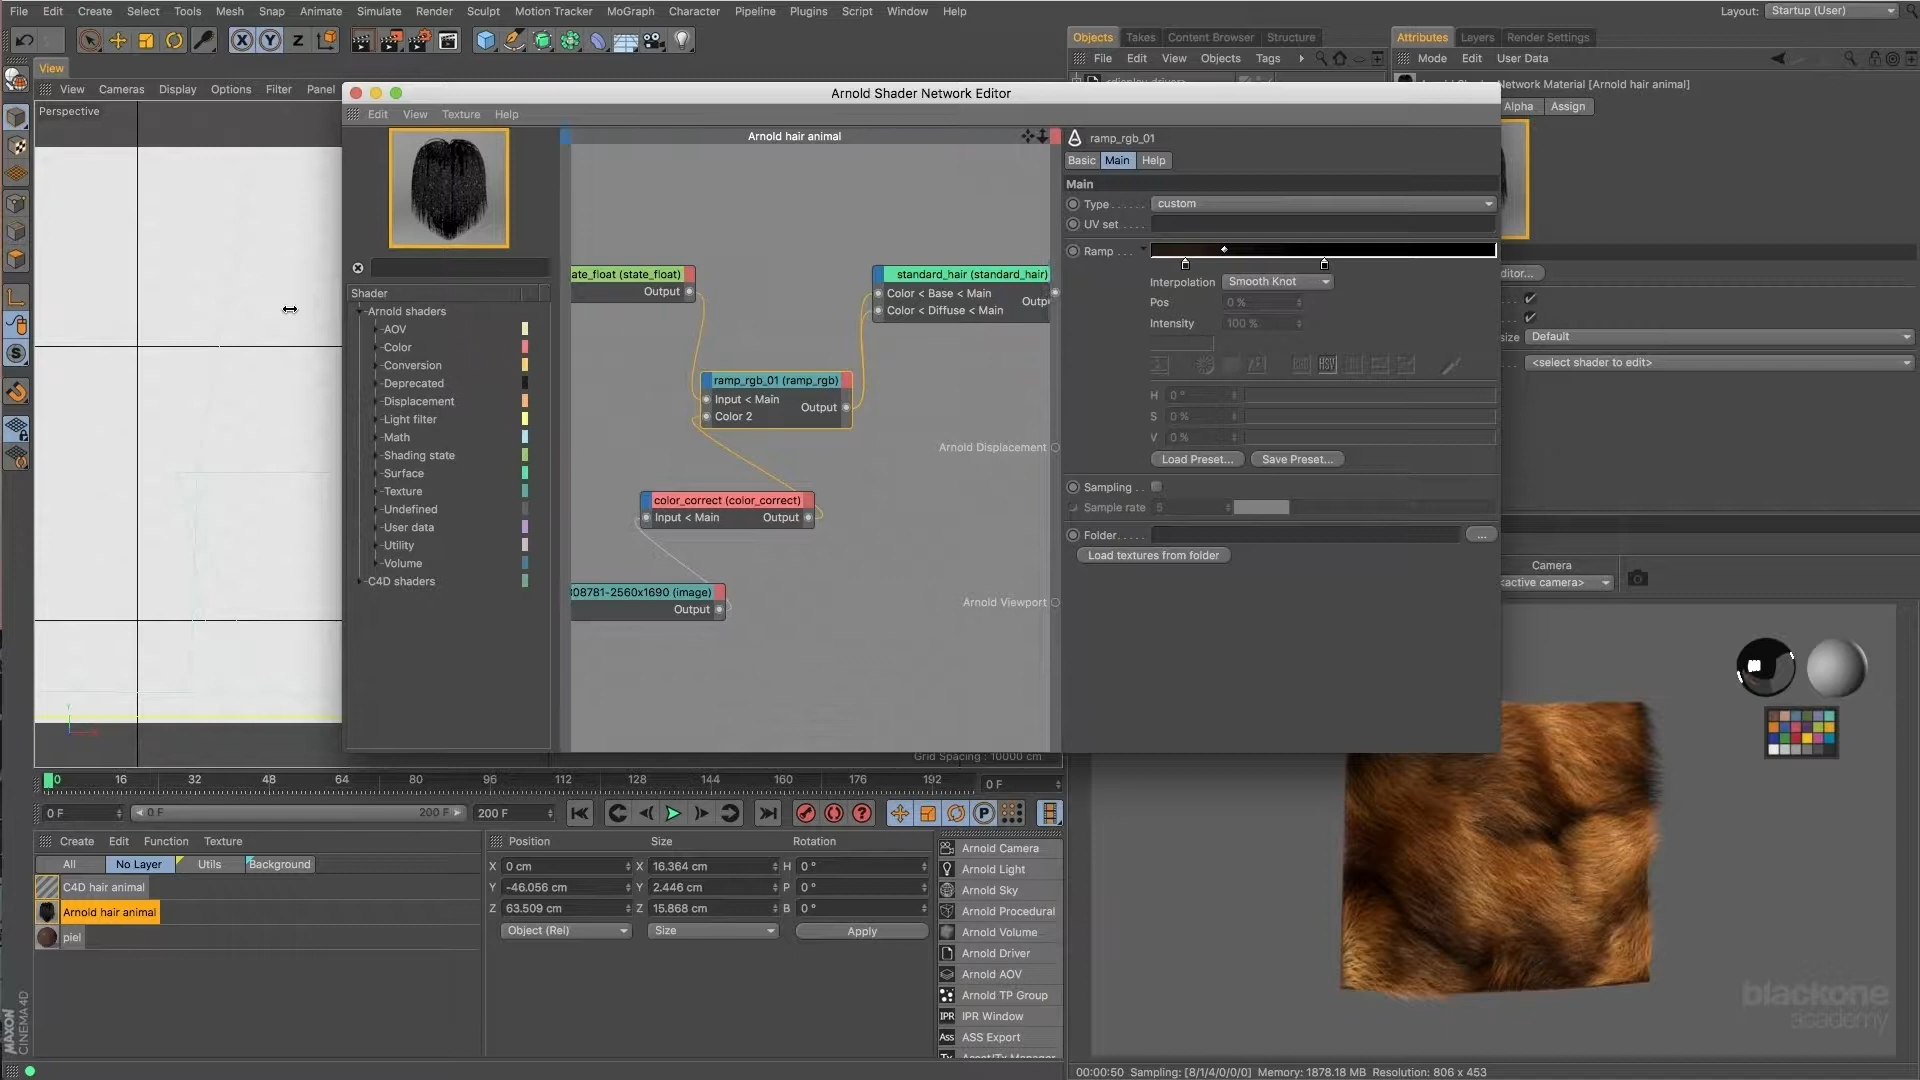 File Edit Create Select Tools Mesh Snap Animate Simulate Render Sculpt Motion Tracker MoGraph Character Pipeline Plugins Script Window Help
Layout: Startup (User)
Objects Takes Content Browser Structure
Attributes Layers Render Settings
File Edit View Objects Tags
Mode Edit User Data
View
View Cameras Display Options Filter Panel
Perspective
Network Material [Arnold hair animal]
Alpha Assign
Default
<select shader to edit>
Camera
<active camera>
Arnold Shader Network Editor
Edit View Texture Help
Arnold hair animal
Shader
Arnold shaders
AOV
Color
Conversion
Deprecated
Displacement
Light filter
Math
Shading state
Surface
Texture
Undefined
User data
Utility
Volume
C4D shaders
ate_float (state_float)
Output
standard_hair (standard_hair)
Color < Base < Main
Color < Diffuse < Main
Outp
ramp_rgb_01 (ramp_rgb)
Input < Main
Color 2
Output
Arnold Displacement
color_correct (color_correct)
Input < Main Output
308781-2560x1690 (image)
Output
Arnold Viewport
ramp_rgb_01
Basic Main Help
Main
Type custom
UV set
Ramp
Interpolation Smooth Knot
Pos 0 %
Intensity 100 %
RGB HSV
H 0 °
S 0 %
V 0 %
Load Preset... Save Preset...
Sampling
Sample rate 5
Folder ...
Load textures from folder
Grid Spacing : 10000 cm
0 16 32 48 64 80 96 112 128 144 160 176 192
0 F
0 F 0 F 200 F 200 F
Create Edit Function Texture
All No Layer Utils Background
C4D hair animal
Arnold hair animal
piel
Position Size Rotation
X 0 cm X 16.364 cm H 0 °
Y -46.056 cm Y 2.446 cm P 0 °
Z 63.509 cm Z 15.868 cm B 0 °
Object (Rel) Size Apply
Arnold Camera
Arnold Light
Arnold Sky
Arnold Procedural
Arnold Volume
Arnold Driver
Arnold AOV
Arnold TP Group
IPR IPR Window
Ass ASS Export
MAXON
CINEMA 4D
blackone
academy
00:00:50 Sampling: [8/1/4/0/0/0] Memory: 1878.18 MB Resolution: 806 x 453